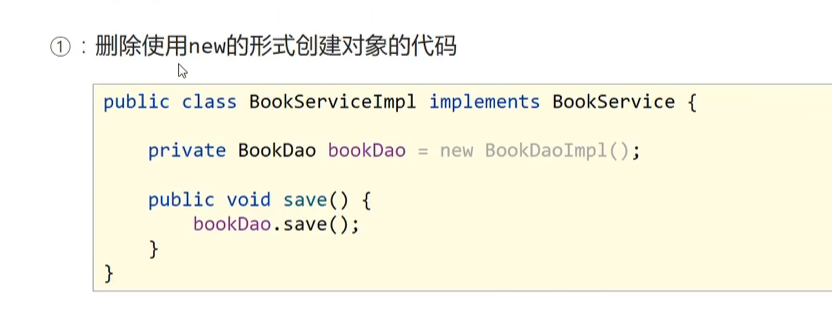 ①：删除使用new的形式创建对象的代码
public class BookServiceImpl implements BookService {
private BookDao bookDao = new BookDaoImpl();
public void save() {
bookDao.save();
}
}